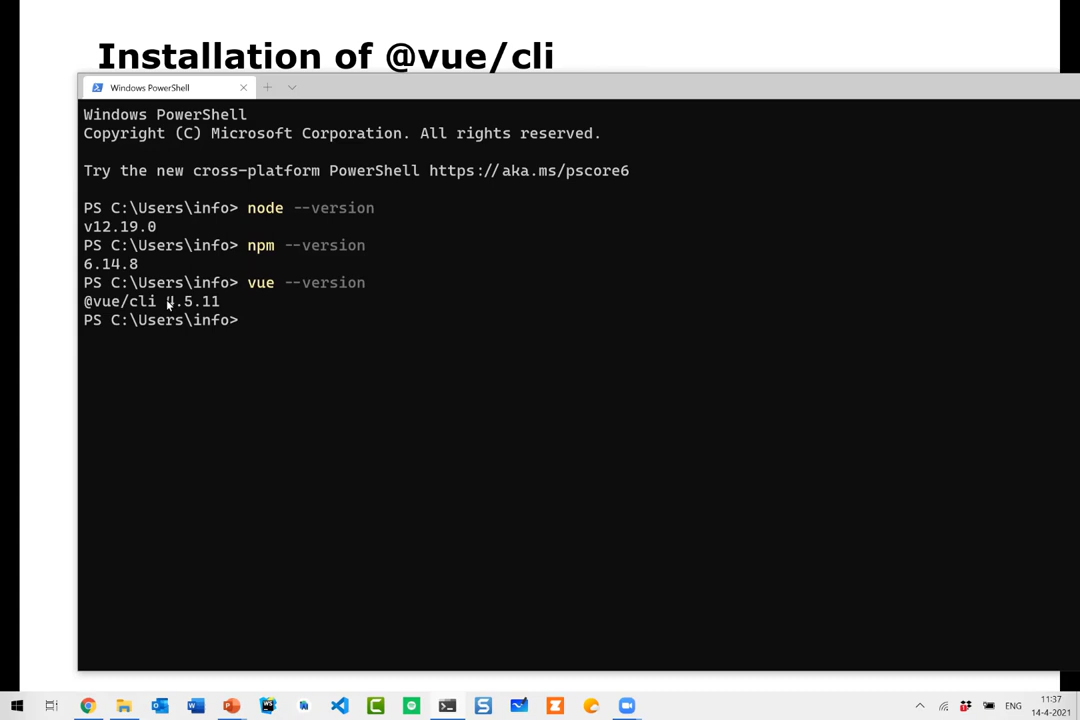 Installation of @vue/cli
Windows PowerShell
Windows PowerShell
Copyright (C) Microsoft Corporation. All rights reserved.
Try the new cross-platform PowerShell https://aka.ms/pscore6
PS C:\Users\info> node --version
v12.19.0
PS C:\Users\info> npm --version
6.14.8
PS C:\Users\info> vue --version
@vue/cli 4.5.11
PS C:\Users\info>
ENG
11:37
14-4-2021